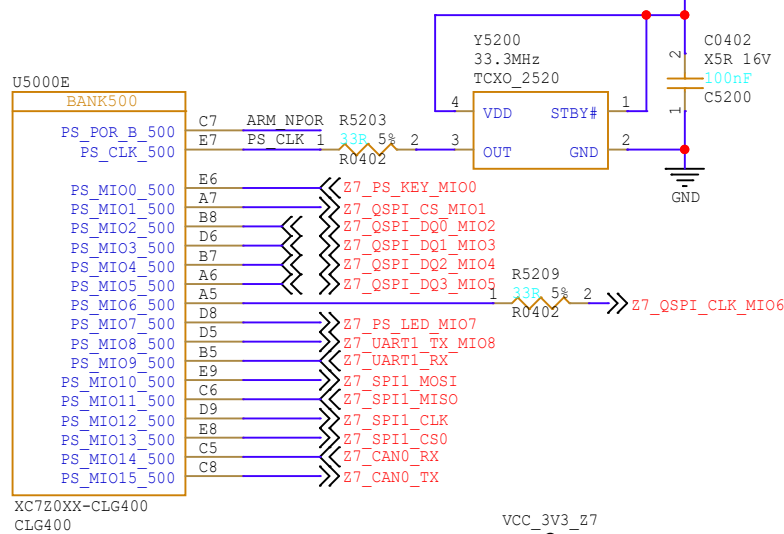 U5000E
BANK500
PS_POR_B_500 C7 ARM_NPOR
PS_CLK_500 E7 PS_CLK 1 R5203 33R 5% R0402 2
Y5200
33.3MHz
TCXO_2520
4 VDD STBY# 1
3 OUT GND 2
C0402
X5R 16V
100nF
C5200
2
1
GND
PS_MIO0_500 E6 Z7_PS_KEY_MIO0
PS_MIO1_500 A7 Z7_QSPI_CS_MIO1
PS_MIO2_500 B8 Z7_QSPI_DQ0_MIO2
PS_MIO3_500 D6 Z7_QSPI_DQ1_MIO3
PS_MIO4_500 B7 Z7_QSPI_DQ2_MIO4
PS_MIO5_500 A6 Z7_QSPI_DQ3_MIO5
PS_MIO6_500 A5 1 R5209 33R 5% R0402 2 Z7_QSPI_CLK_MIO6
PS_MIO7_500 D8 Z7_PS_LED_MIO7
PS_MIO8_500 D5 Z7_UART1_TX_MIO8
PS_MIO9_500 B5 Z7_UART1_RX
PS_MIO10_500 E9 Z7_SPI1_MOSI
PS_MIO11_500 C6 Z7_SPI1_MISO
PS_MIO12_500 D9 Z7_SPI1_CLK
PS_MIO13_500 E8 Z7_SPI1_CS0
PS_MIO14_500 C5 Z7_CAN0_RX
PS_MIO15_500 C8 Z7_CAN0_TX
XC7Z0XX-CLG400
CLG400
VCC_3V3_Z7